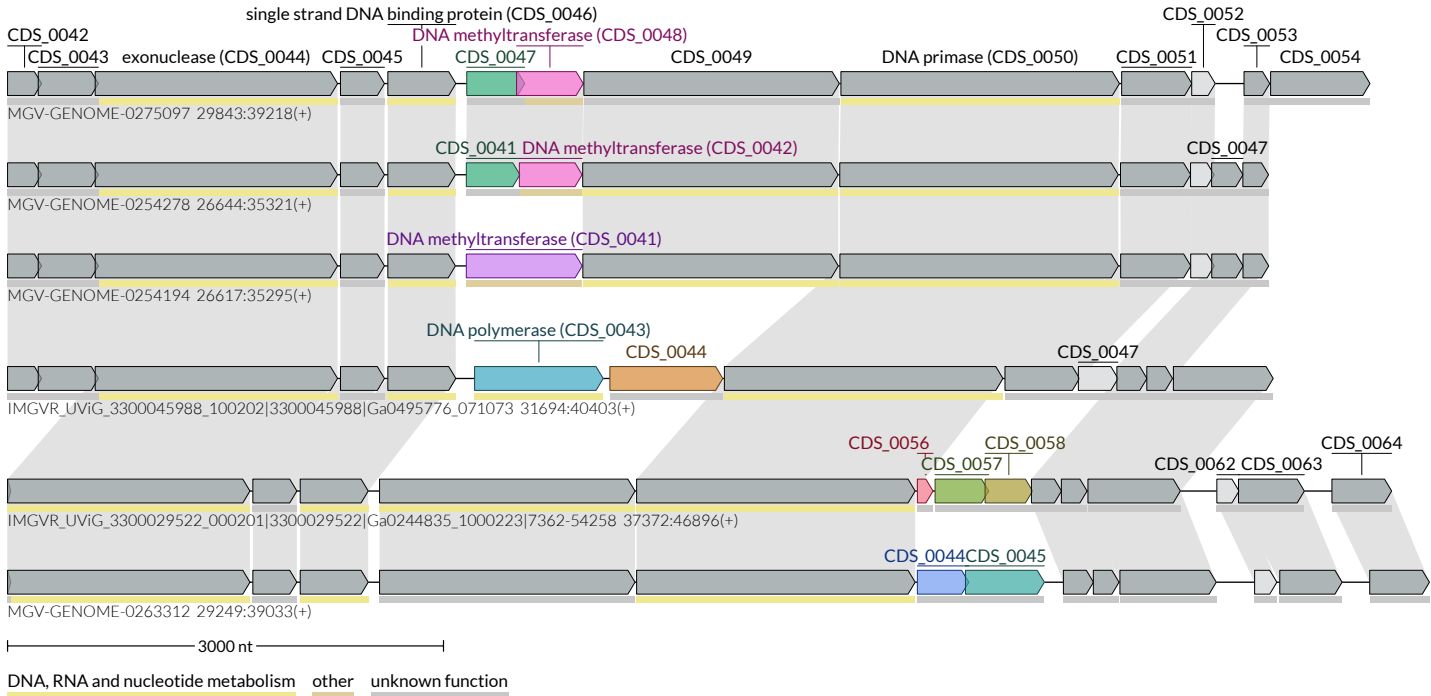 single strand DNA binding protein (CDS_0046)
CDS_0052
CDS_0042
DNA methyltransferase (CDS_0048)
CDS_0053
CDS_0043
exonuclease (CDS_0044)
CDS_0045
CDS_0047
CDS_0049
DNA primase (CDS_0050)
CDS_0051
CDS_0054
MGV-GENOME-0275097 29843:39218(+)
CDS_0041
DNA methyltransferase (CDS_0042)
CDS_0047
MGV-GENOME-0254278 26644:35321(+)
DNA methyltransferase (CDS_0041)
MGV-GENOME-0254194 26617:35295(+)
DNA polymerase (CDS_0043)
CDS_0044
CDS_0047
IMGVR_UViG_3300045988_100202|3300045988|Ga0495776_071073 31694:40403(+)
CDS_0056
CDS_0058
CDS_0064
CDS_0057
CDS_0062
CDS_0063
IMGVR_UViG_3300029522_000201|3300029522|Ga0244835_1000223|7362-54258 37372:46896(+)
CDS_0044
CDS_0045
MGV-GENOME-0263312 29249:39033(+)
3000 nt
DNA, RNA and nucleotide metabolism
other
unknown function